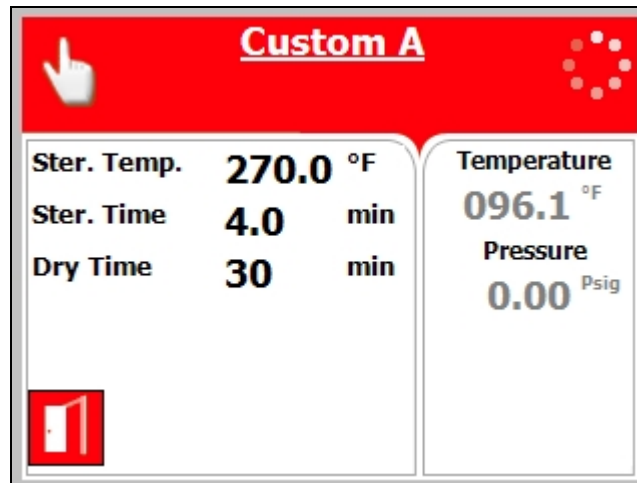 Custom A
Ster. Temp. 270.0 °F
Ster. Time 4.0 min
Dry Time 30 min
Temperature
096.1 °F
Pressure
0.00 Psig